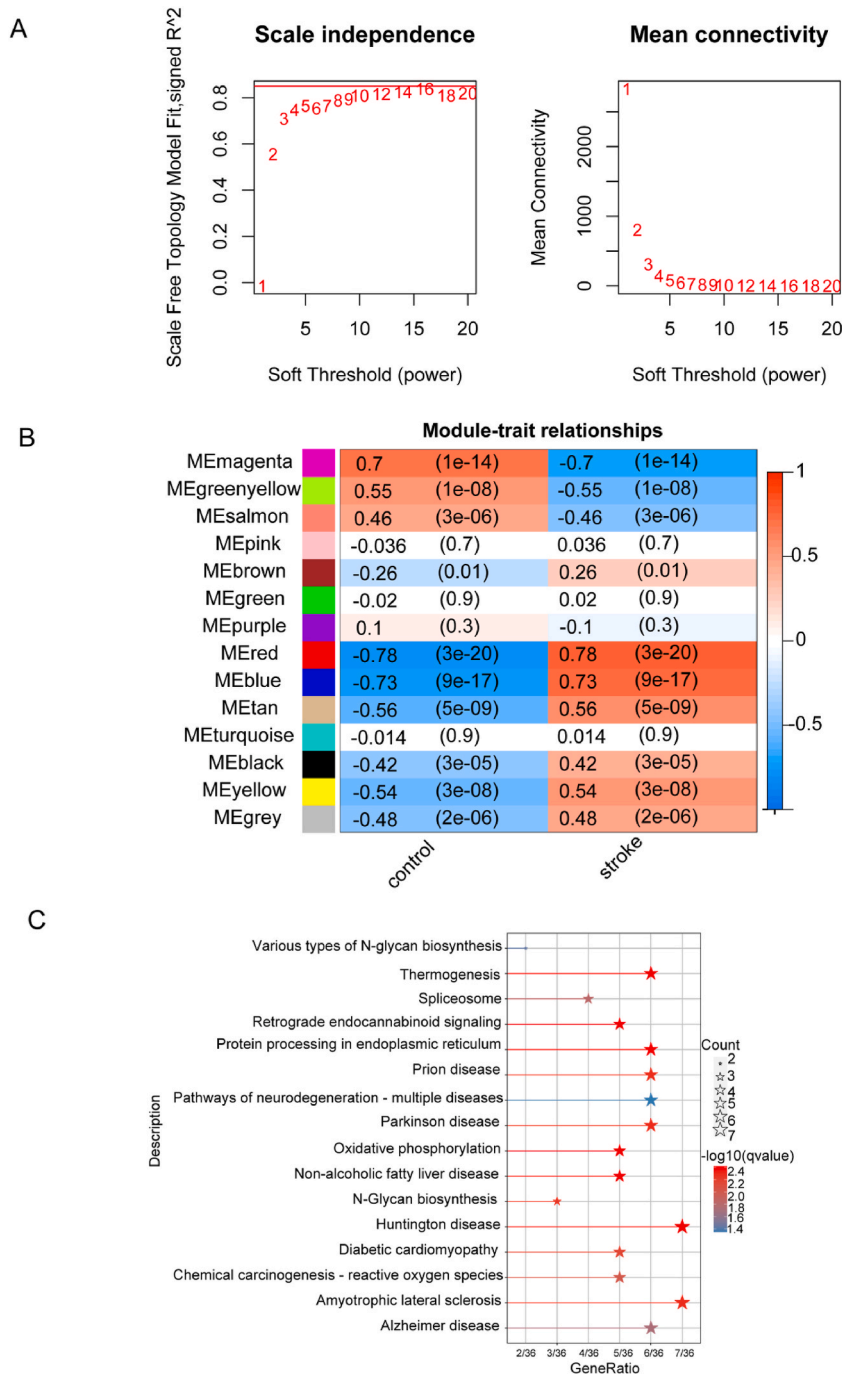 A
Scale independence
Scale Free Topology Model Fit,signed R^2
0.8
0.6
0.4
0.2
0.0
1
2
3
4
5
6
7
8
9
10
12
14
16
18
20
5 10 15 20
Soft Threshold (power)
Mean connectivity
Mean Connectivity
2000
1000
0
1
2
3
4
5
6
7
8
9
10
12
14
16
18
20
5 10 15 20
Soft Threshold (power)
B
Module-trait relationships
MEmagenta 0.7 (1e-14) -0.7 (1e-14)
MEgreenyellow 0.55 (1e-08) -0.55 (1e-08)
MEsalmon 0.46 (3e-06) -0.46 (3e-06)
MEpink -0.036 (0.7) 0.036 (0.7)
MEbrown -0.26 (0.01) 0.26 (0.01)
MEgreen -0.02 (0.9) 0.02 (0.9)
MEpurple 0.1 (0.3) -0.1 (0.3)
MEred -0.78 (3e-20) 0.78 (3e-20)
MEblue -0.73 (9e-17) 0.73 (9e-17)
MEtan -0.56 (5e-09) 0.56 (5e-09)
MEturquoise -0.014 (0.9) 0.014 (0.9)
MEblack -0.42 (3e-05) 0.42 (3e-05)
MEyellow -0.54 (3e-08) 0.54 (3e-08)
MEgrey -0.48 (2e-06) 0.48 (2e-06)
control
stroke
1
0.5
0
-0.5
C
Description
Various types of N-glycan biosynthesis
Thermogenesis
Spliceosome
Retrograde endocannabinoid signaling
Protein processing in endoplasmic reticulum
Prion disease
Pathways of neurodegeneration - multiple diseases
Parkinson disease
Oxidative phosphorylation
Non-alcoholic fatty liver disease
N-Glycan biosynthesis
Huntington disease
Diabetic cardiomyopathy
Chemical carcinogenesis - reactive oxygen species
Amyotrophic lateral sclerosis
Alzheimer disease
2/36 3/36 4/36 5/36 6/36 7/36
GeneRatio
Count
2
3
4
5
6
7
-log10(qvalue)
2.4
2.2
2.0
1.8
1.6
1.4